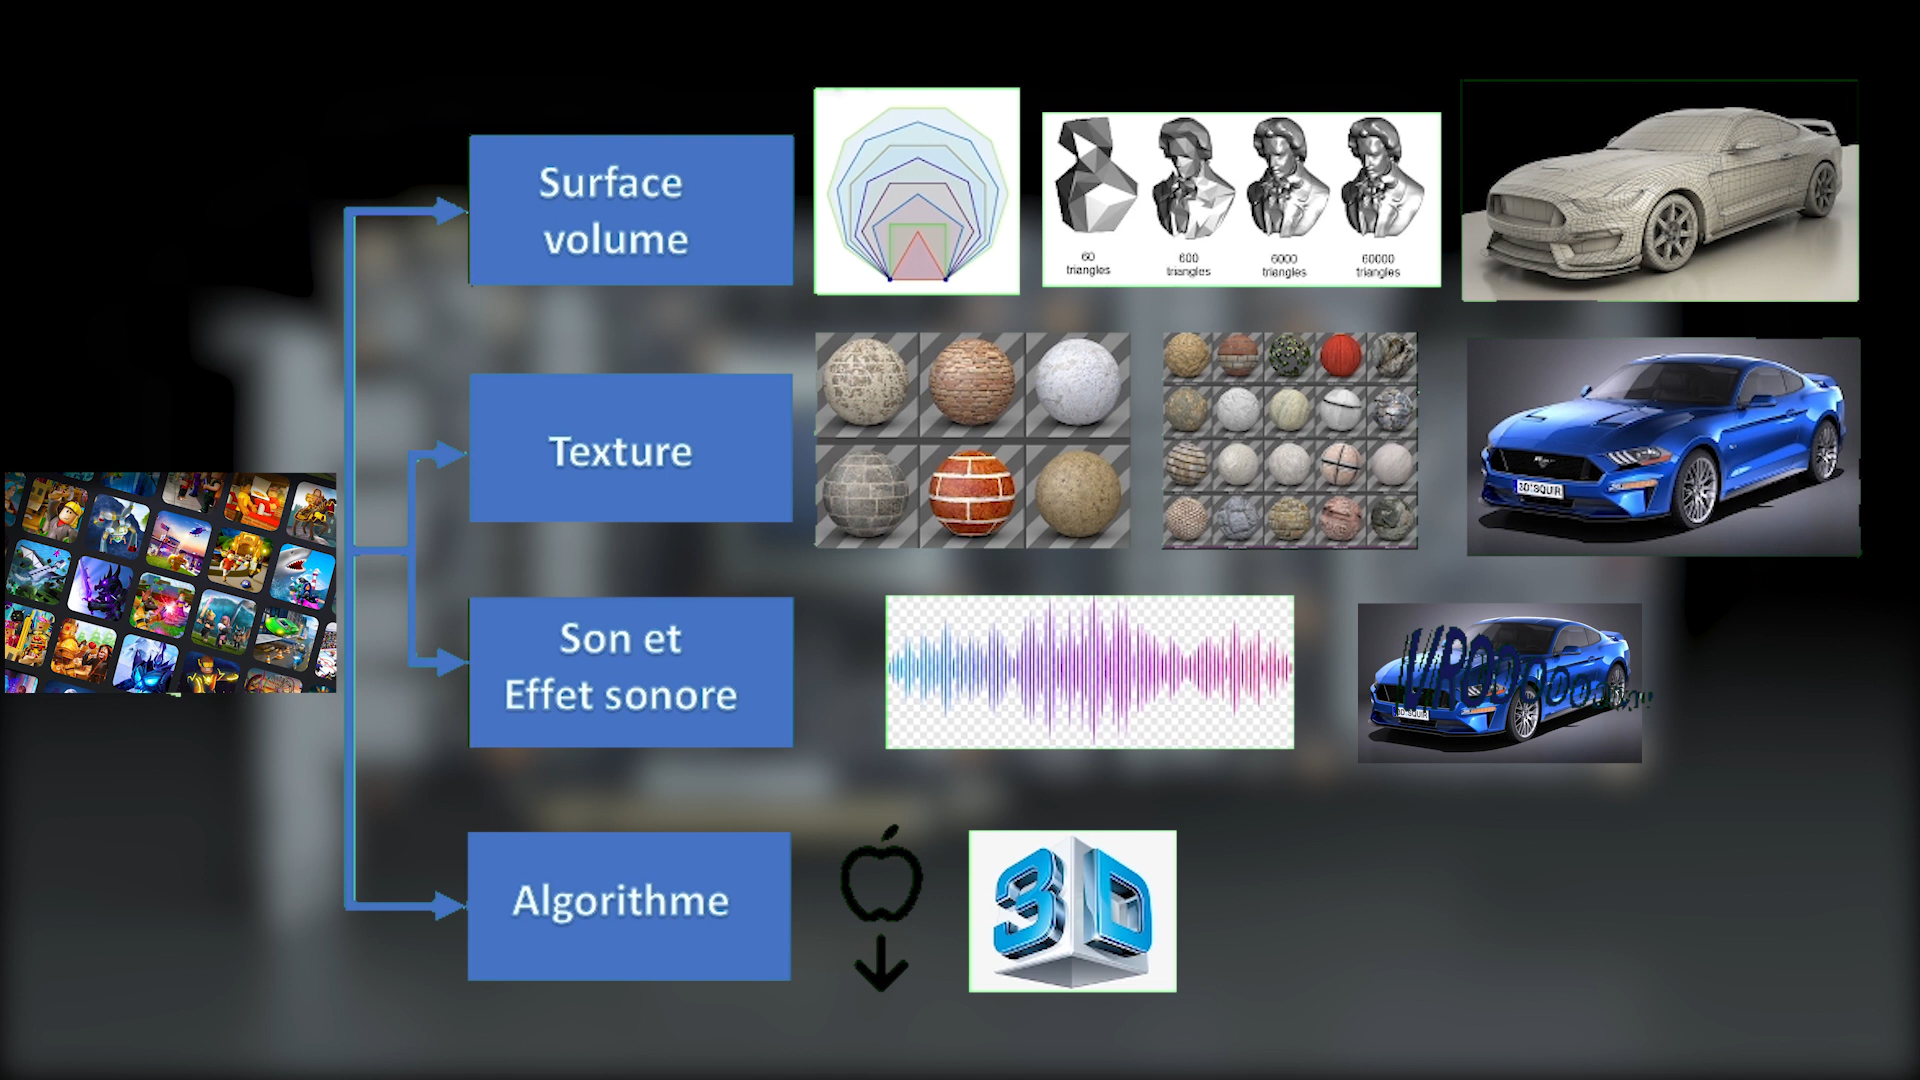 Surface
volume
60
triangles
600
triangles
6000
triangles
60000
triangles
Texture
Son et
Effet sonore
Algorithme
3D